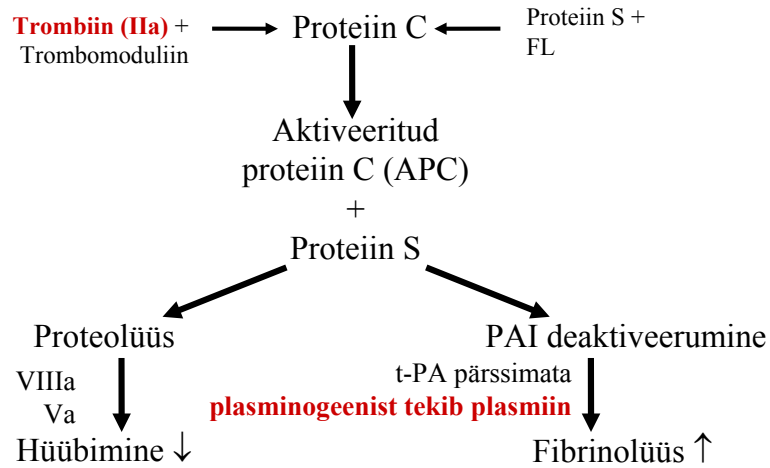 Trombiin (IIa) +
Trombomoduliin
Proteiin C
Proteiin S +
FL
Aktiveeritud
proteiin C (APC)
+
Proteiin S
Proteolüüs
VIIIa
Va
Hüübimine ↓
PAI deaktiveerumine
t-PA pärssimata
plasminogeenist tekib plasmiin
Fibrinolüüs ↑